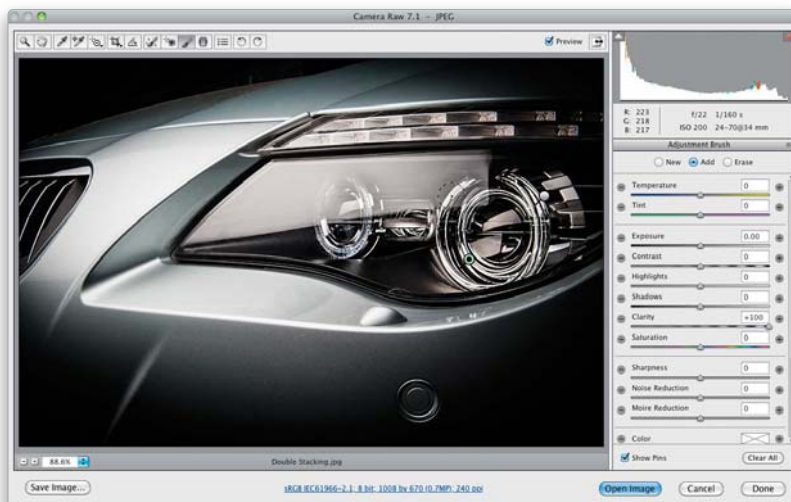 Camera Raw 7.1 – JPEG
Preview
R: 223
G: 218
B: 217
f/22 1/160 s
ISO 200 24-70@34 mm
Adjustment Brush
New Add Erase
Temperature 0
Tint 0
Exposure 0.00
Contrast 0
Highlights 0
Shadows 0
Clarity +100
Saturation 0
Sharpness 0
Noise Reduction 0
Moire Reduction 0
Color
88.6% Double Stacking.jpg
Show Pins Clear All
Save Image... sRGB IEC61966-2.1; 8 bit; 1008 by 670 (0.7MP); 240 ppi Open Image Cancel Done